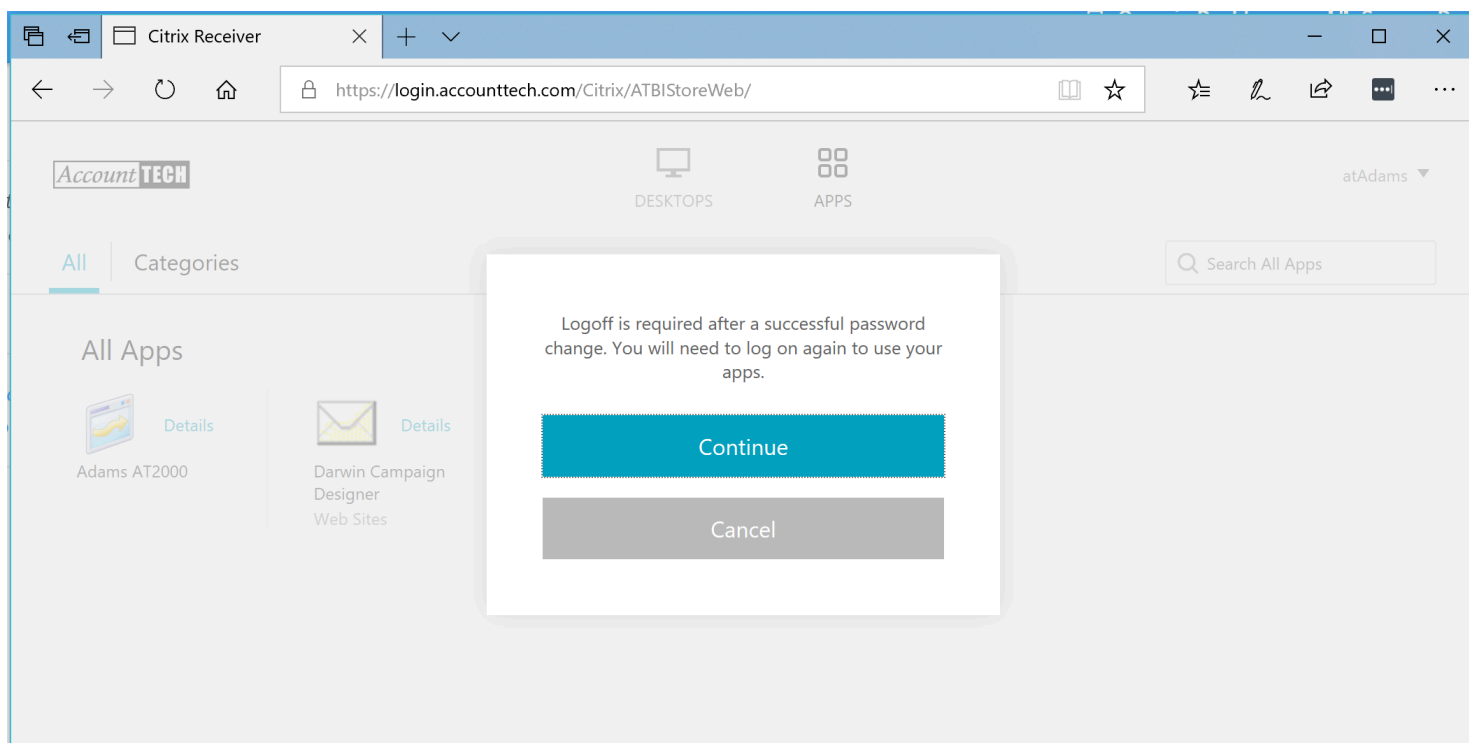 Citrix Receiver
https://login.accounttech.com/Citrix/ATBIStoreWeb/
Account TECH
DESKTOPS
APPS
atAdams
All
Categories
Search All Apps
Logoff is required after a successful password
change. You will need to log on again to use your
apps.
Continue
Cancel
All Apps
Details
Adams AT2000
Details
Darwin Campaign
Designer
Web Sites